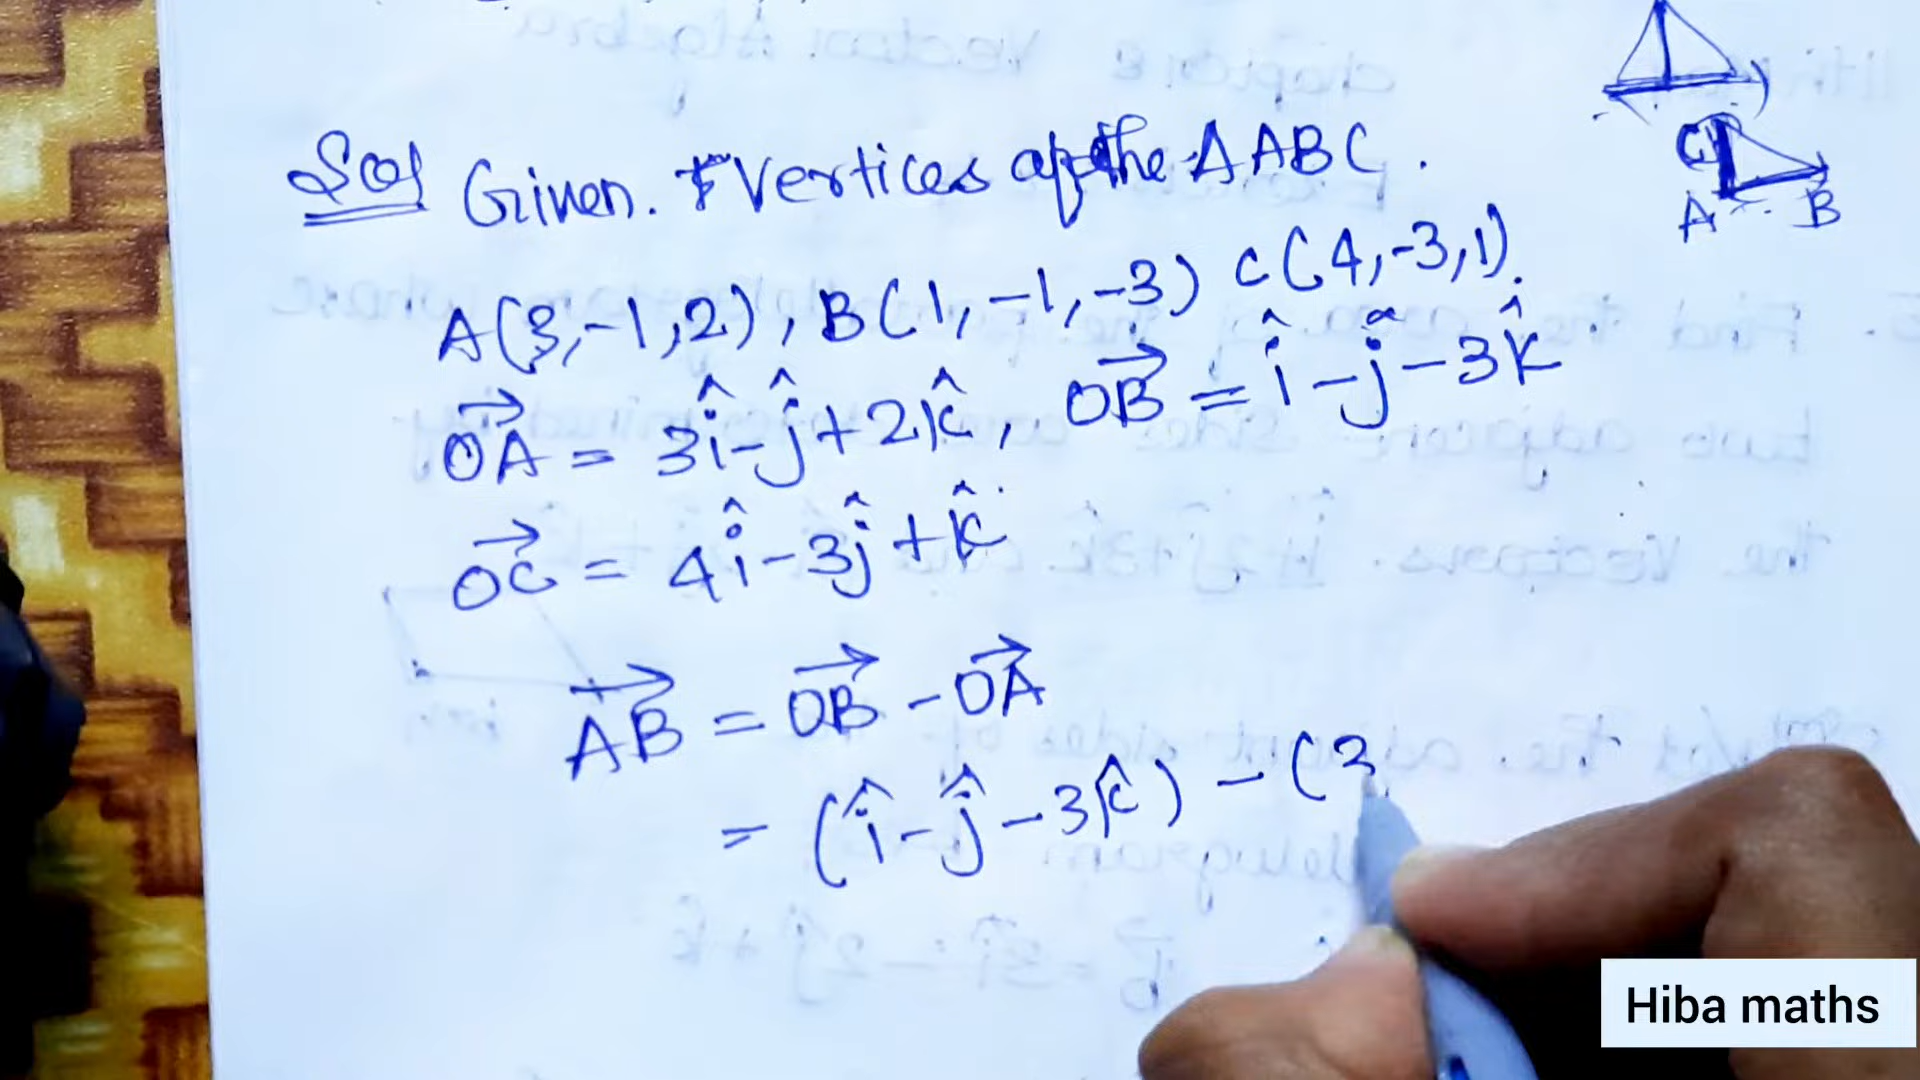 Sol Given. Vertices of the Δ ABC.
A(3,-1,2), B(1,-1,-3) C(4,-3,1).
OA⃗ = 3î-ĵ+2k̂, OB⃗ = î-ĵ-3k̂
OC⃗ = 4î-3ĵ+k̂
AB⃗ = OB⃗ - OA⃗
= (î-ĵ-3k̂) - (3
C
A B
Hiba maths